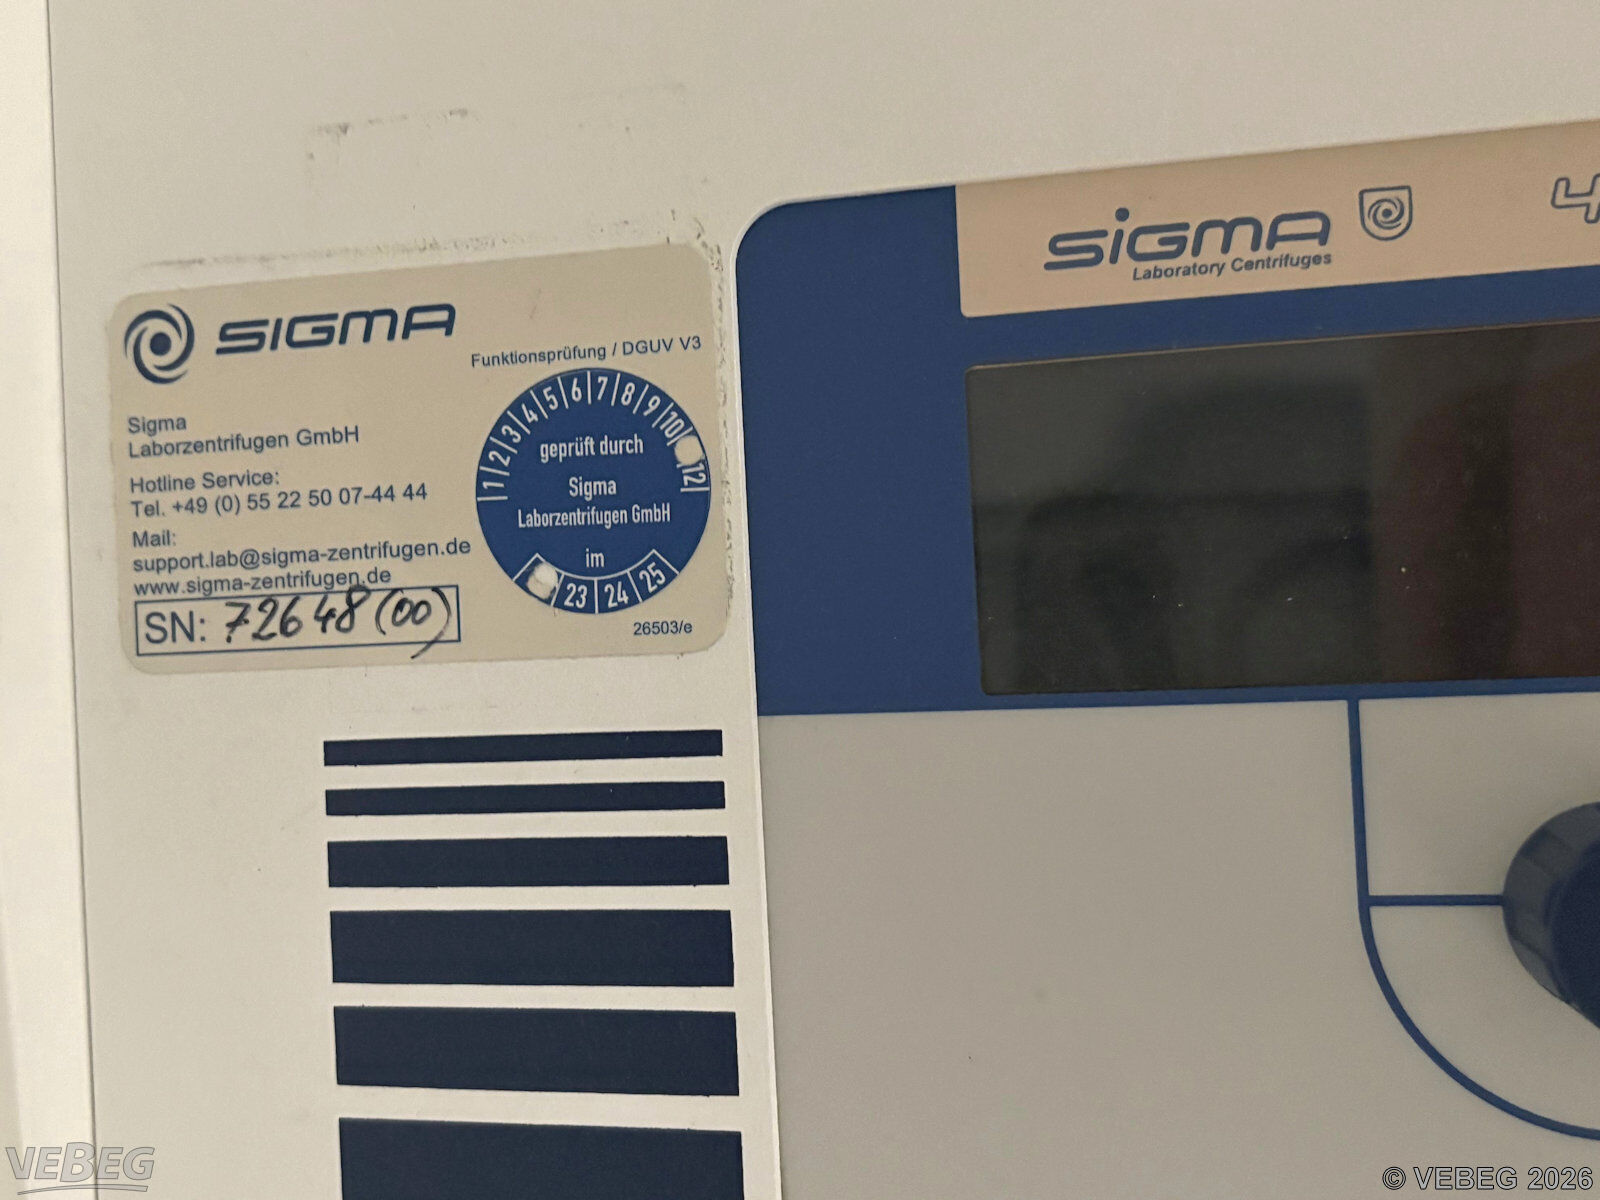 SIGMA
Funktionsprüfung / DGUV V3
Sigma
Laborzentrifugen GmbH
Hotline Service:
Tel. +49 (0) 55 22 50 07-44 44
Mail:
support.lab@sigma-zentrifugen.de
www.sigma-zentrifugen.de
SN: 72648(00)
1 2 3 4 5 6 7 8 9 10 12
geprüft durch
Sigma
Laborzentrifugen GmbH
im
23 24 25
26503/e
SIGMA
Laboratory Centrifuges
4
VEBEG
© VEBEG 2026